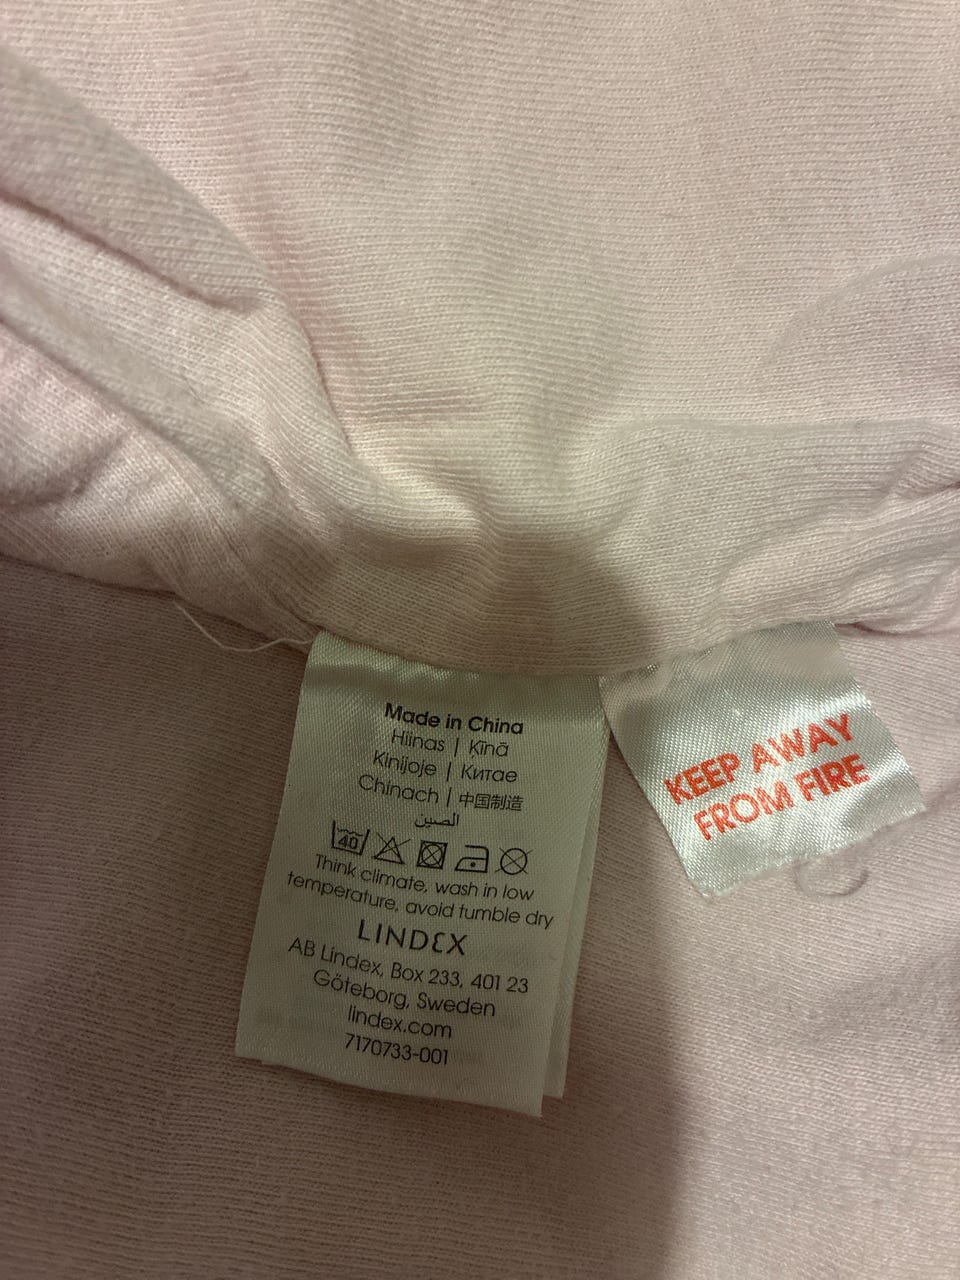 Made in China
Hiinas | Kīnā
Kinijoje | Китае
Chinach | 中国制造
الصين
40
Think climate, wash in low
temperature, avoid tumble dry
LINDEX
AB Lindex, Box 233, 401 23
Göteborg, Sweden
lindex.com
7170733-001
KEEP AWAY
FROM FIRE